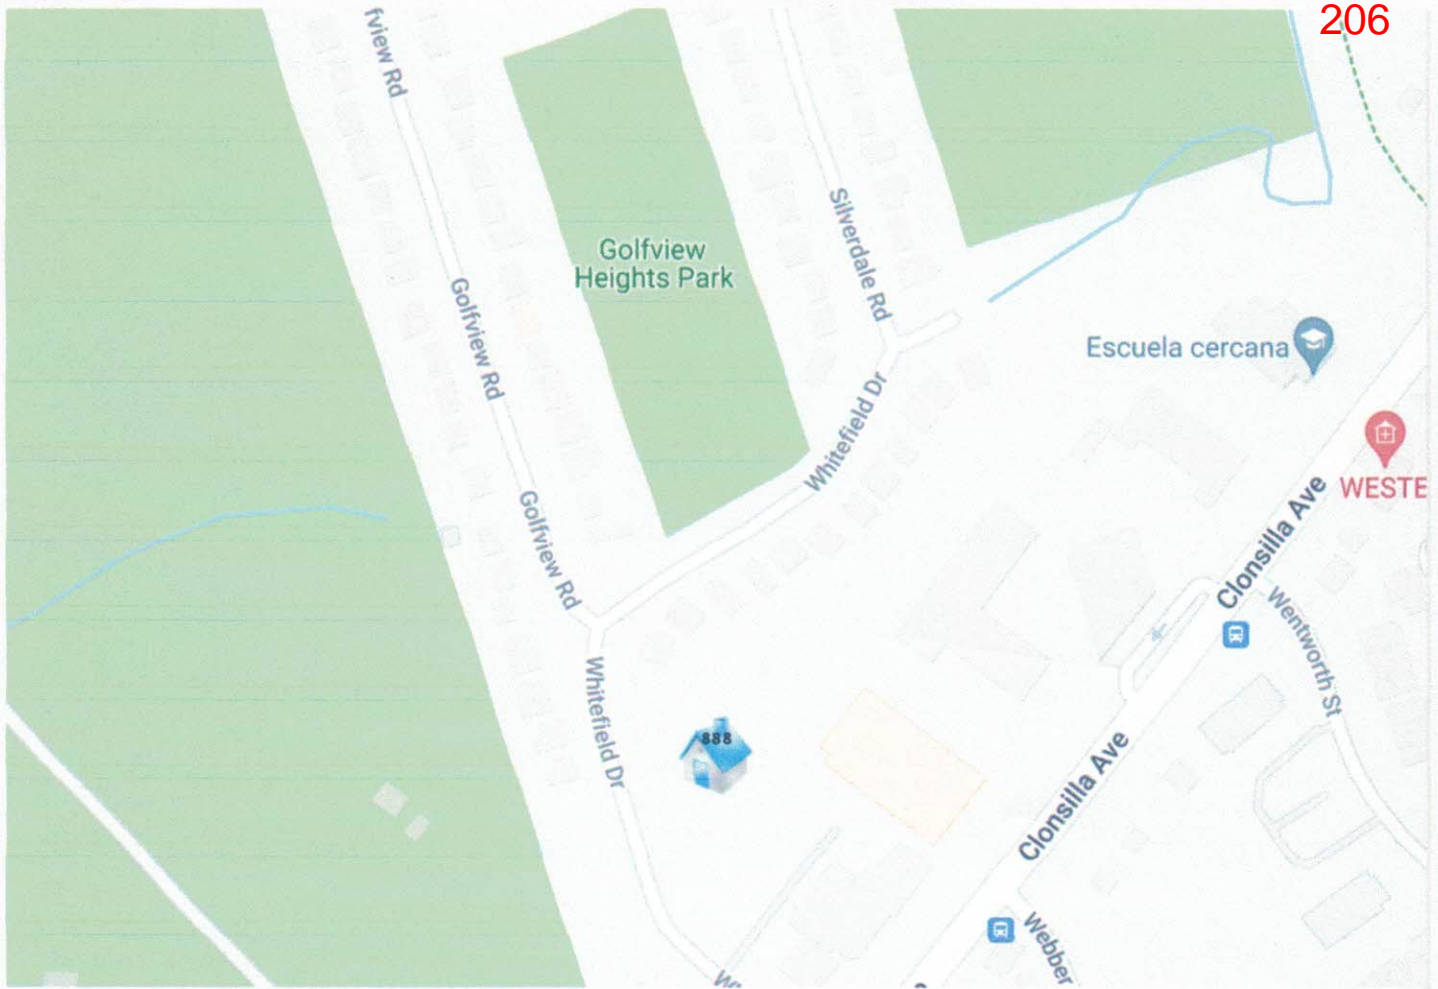 206
fview Rd
Silverdale Rd
Golfview
Heights Park
Golfview Rd
Escuela cercana
Whitefield Dr
WESTE
Golfview Rd
Clonsilla Ave
Wentworth St
Whitefield Dr
888
Clonsilla Ave
Webber